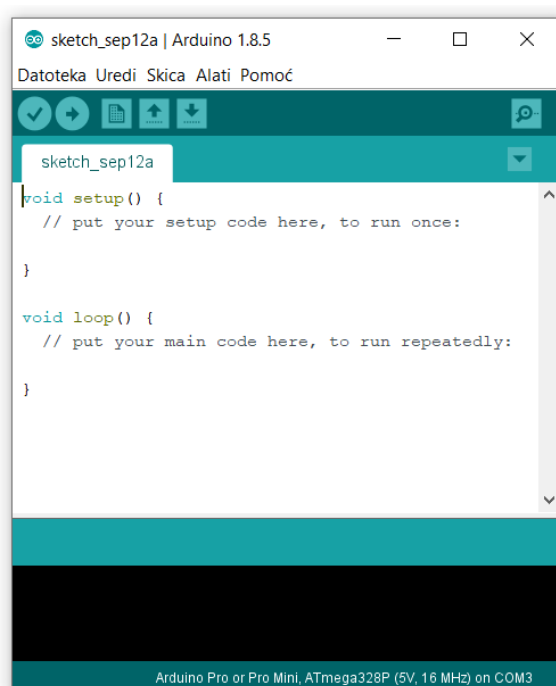 sketch_sep12a | Arduino 1.8.5
Datoteka Uredi Skica Alati Pomoć
sketch_sep12a
void setup() {
  // put your setup code here, to run once:
}
void loop() {
  // put your main code here, to run repeatedly:
}
Arduino Pro or Pro Mini, ATmega328P (5V, 16 MHz) on COM3